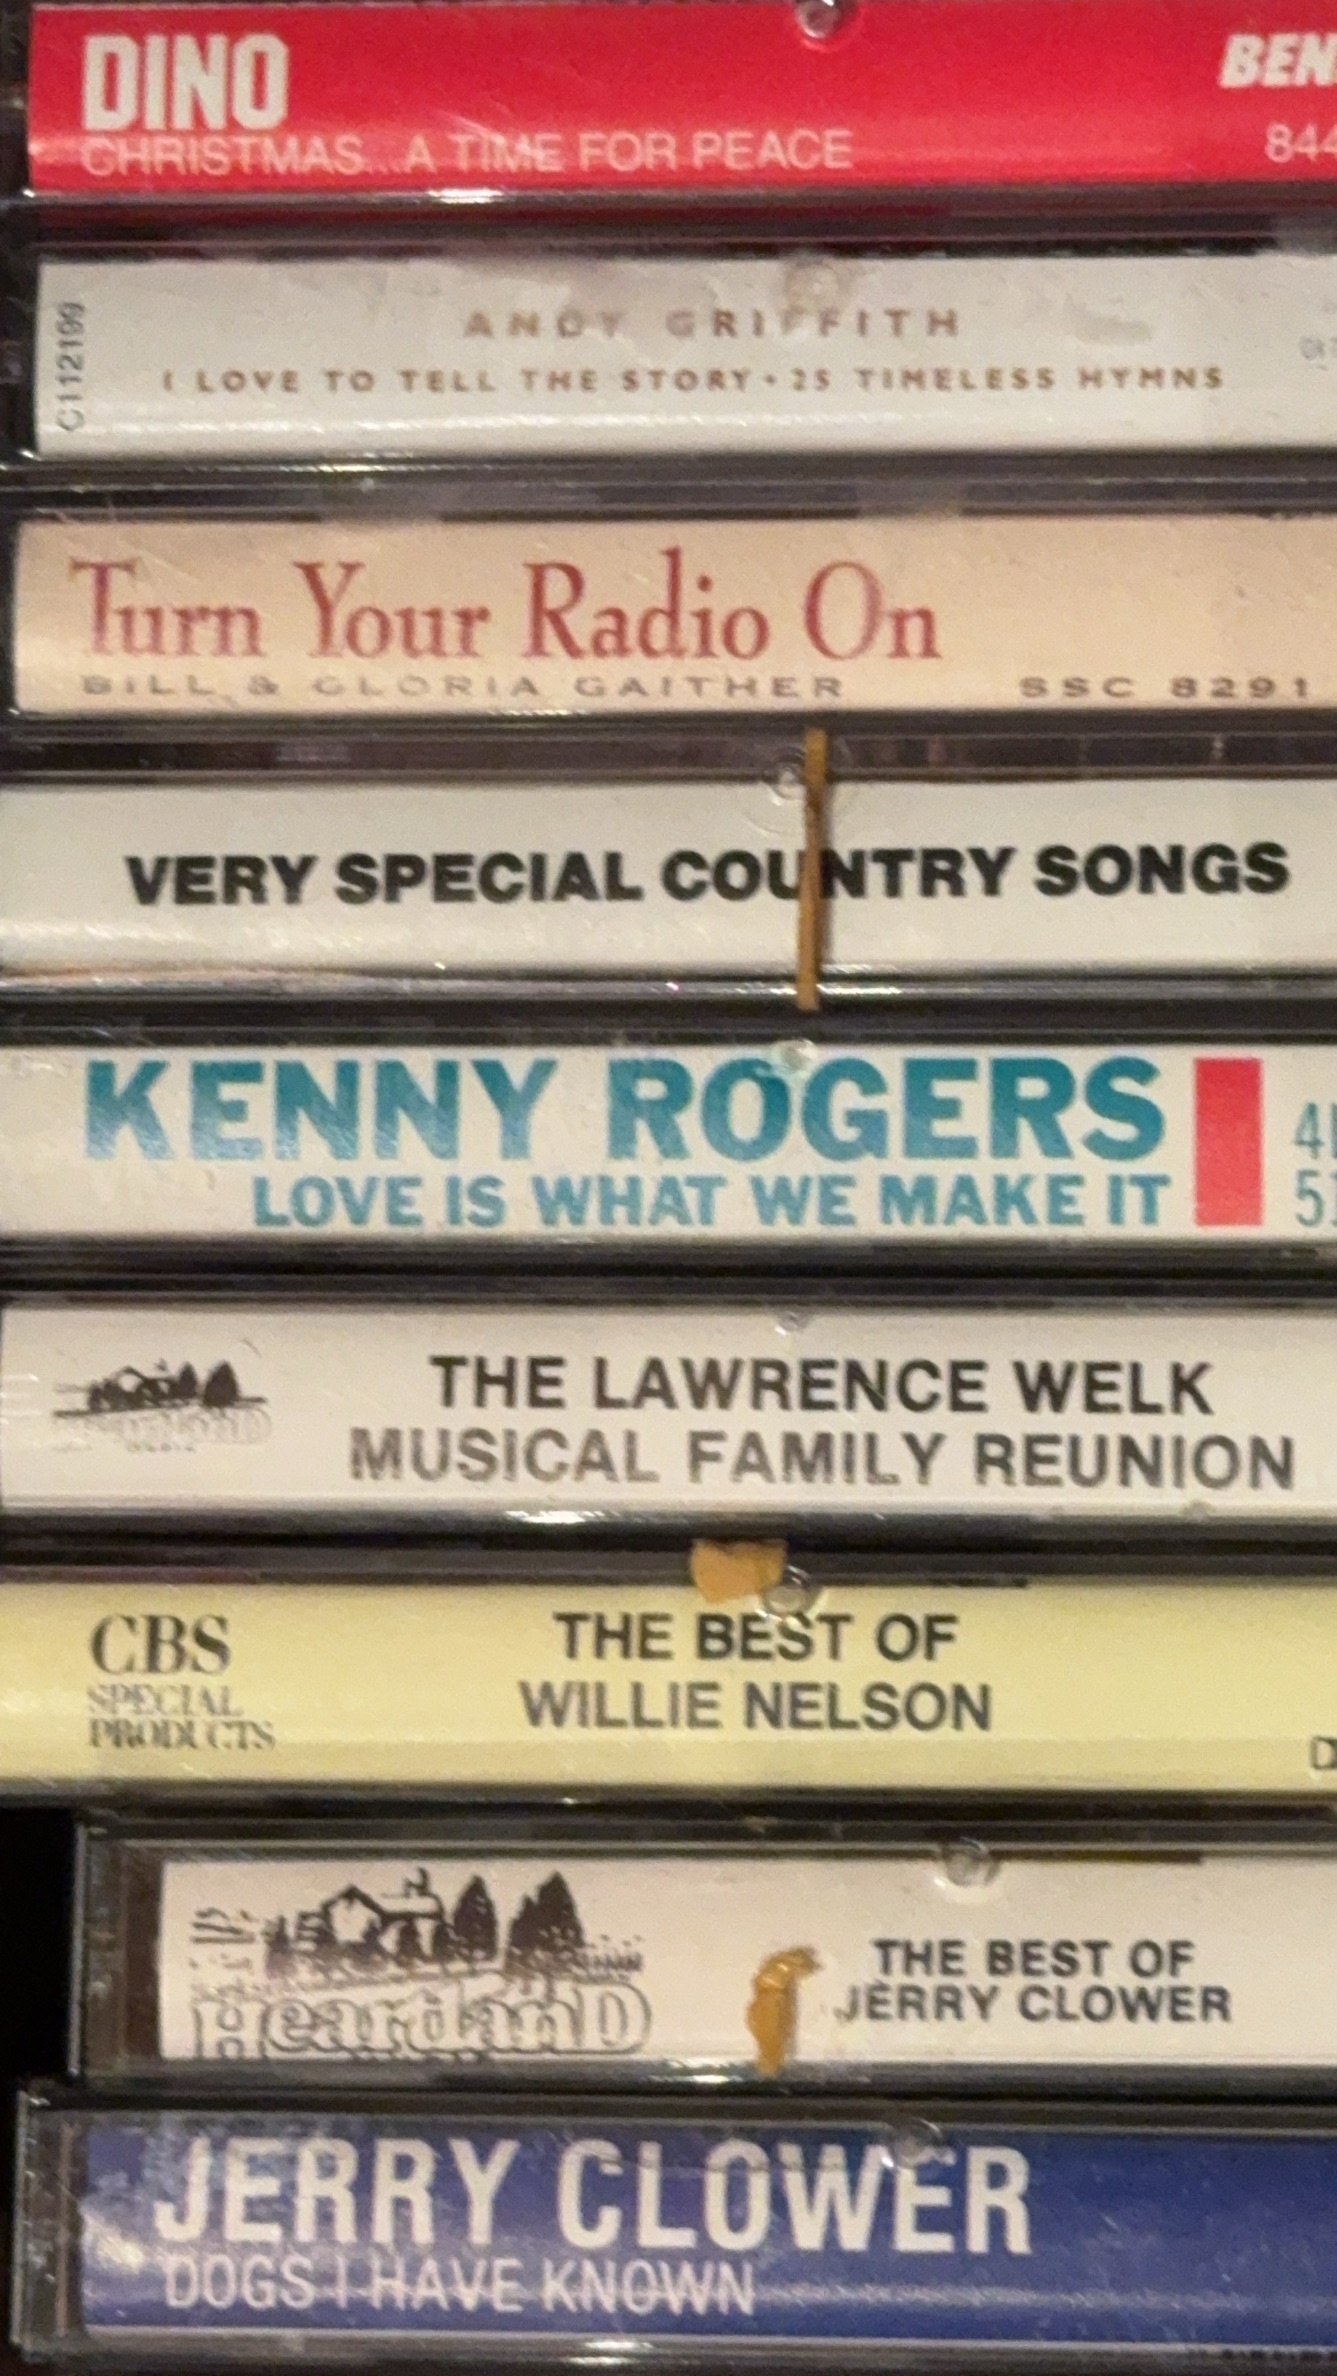 DINO
BEN
CHRISTMAS...A TIME FOR PEACE
844
C112199
ANDY GRIFFITH
I LOVE TO TELL THE STORY • 25 TIMELESS HYMNS
Turn Your Radio On
BILL & GLORIA GAITHER SSC 8291
VERY SPECIAL COUNTRY SONGS
KENNY ROGERS
LOVE IS WHAT WE MAKE IT
THE LAWRENCE WELK
MUSICAL FAMILY REUNION
CBS
SPECIAL
PRODUCTS
THE BEST OF
WILLIE NELSON
HeartlanD
THE BEST OF
JERRY CLOWER
JERRY CLOWER
DOGS I HAVE KNOWN